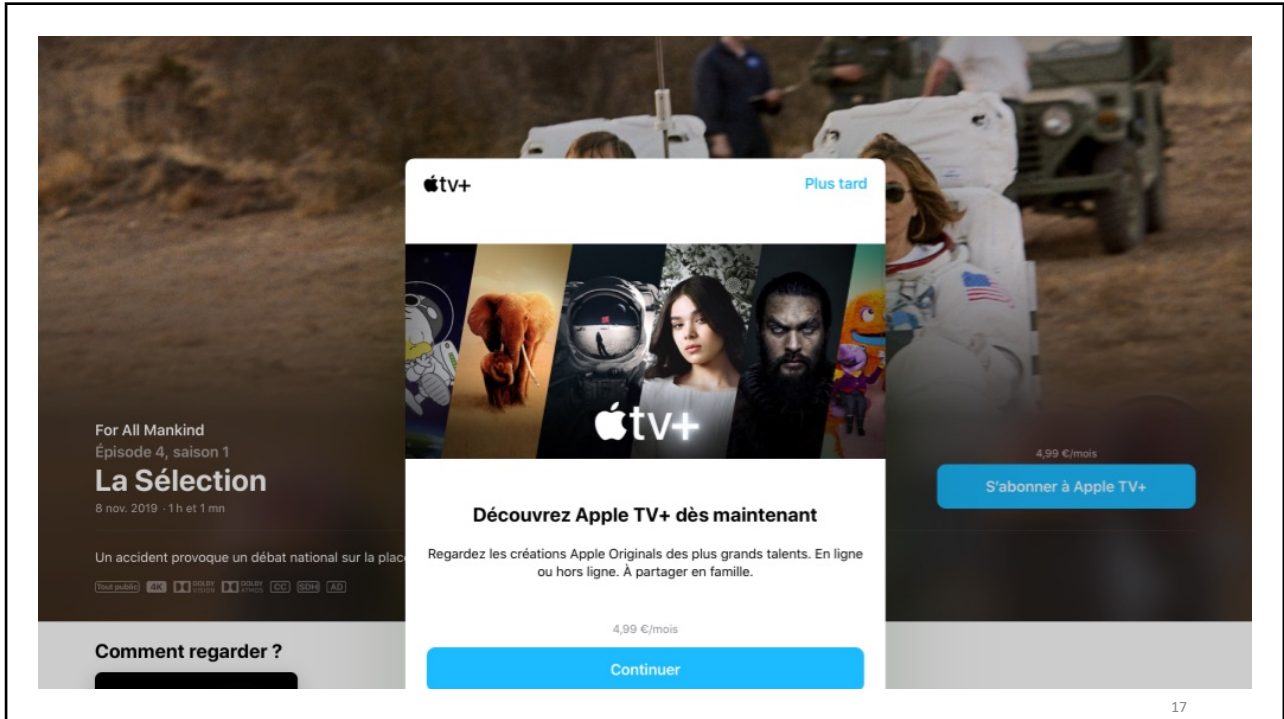 tv+
Plus tard
tv+
For All Mankind
Épisode 4, saison 1
La Sélection
8 nov. 2019 · 1 h et 1 mn
Un accident provoque un débat national sur la place
Tout public 4K DOLBY VISION DOLBY ATMOS CC SDH AD
4,99 €/mois
S'abonner à Apple TV+
Découvrez Apple TV+ dès maintenant
Regardez les créations Apple Originals des plus grands talents. En ligne
ou hors ligne. À partager en famille.
4,99 €/mois
Continuer
Comment regarder ?
17